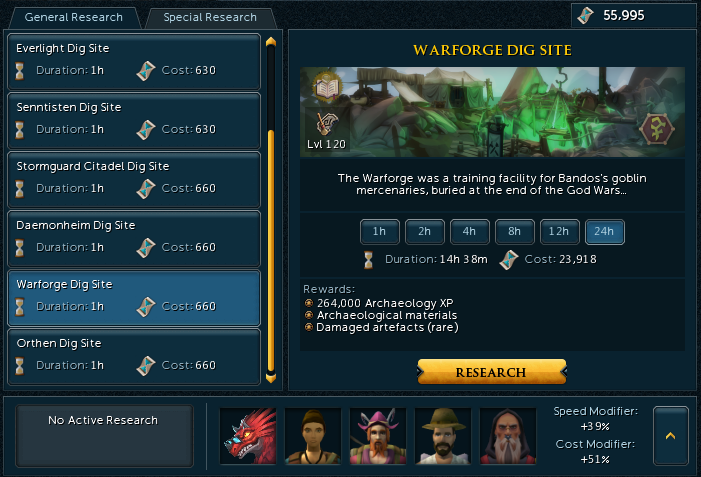 General Research
Special Research
55,995
Everlight Dig Site
Duration: 1h Cost: 630
Senntisten Dig Site
Duration: 1h Cost: 630
Stormguard Citadel Dig Site
Duration: 1h Cost: 660
Daemonheim Dig Site
Duration: 1h Cost: 660
Warforge Dig Site
Duration: 1h Cost: 660
Orthen Dig Site
Duration: 1h Cost: 660
WARFORGE DIG SITE
Lvl 120
The Warforge was a training facility for Bandos's goblin
mercenaries, buried at the end of the God Wars...
1h 2h 4h 8h 12h 24h
Duration: 14h 38m Cost: 23,918
Rewards:
264,000 Archaeology XP
Archaeological materials
Damaged artefacts (rare)
RESEARCH
No Active Research
Speed Modifier:
+39%
Cost Modifier:
+51%